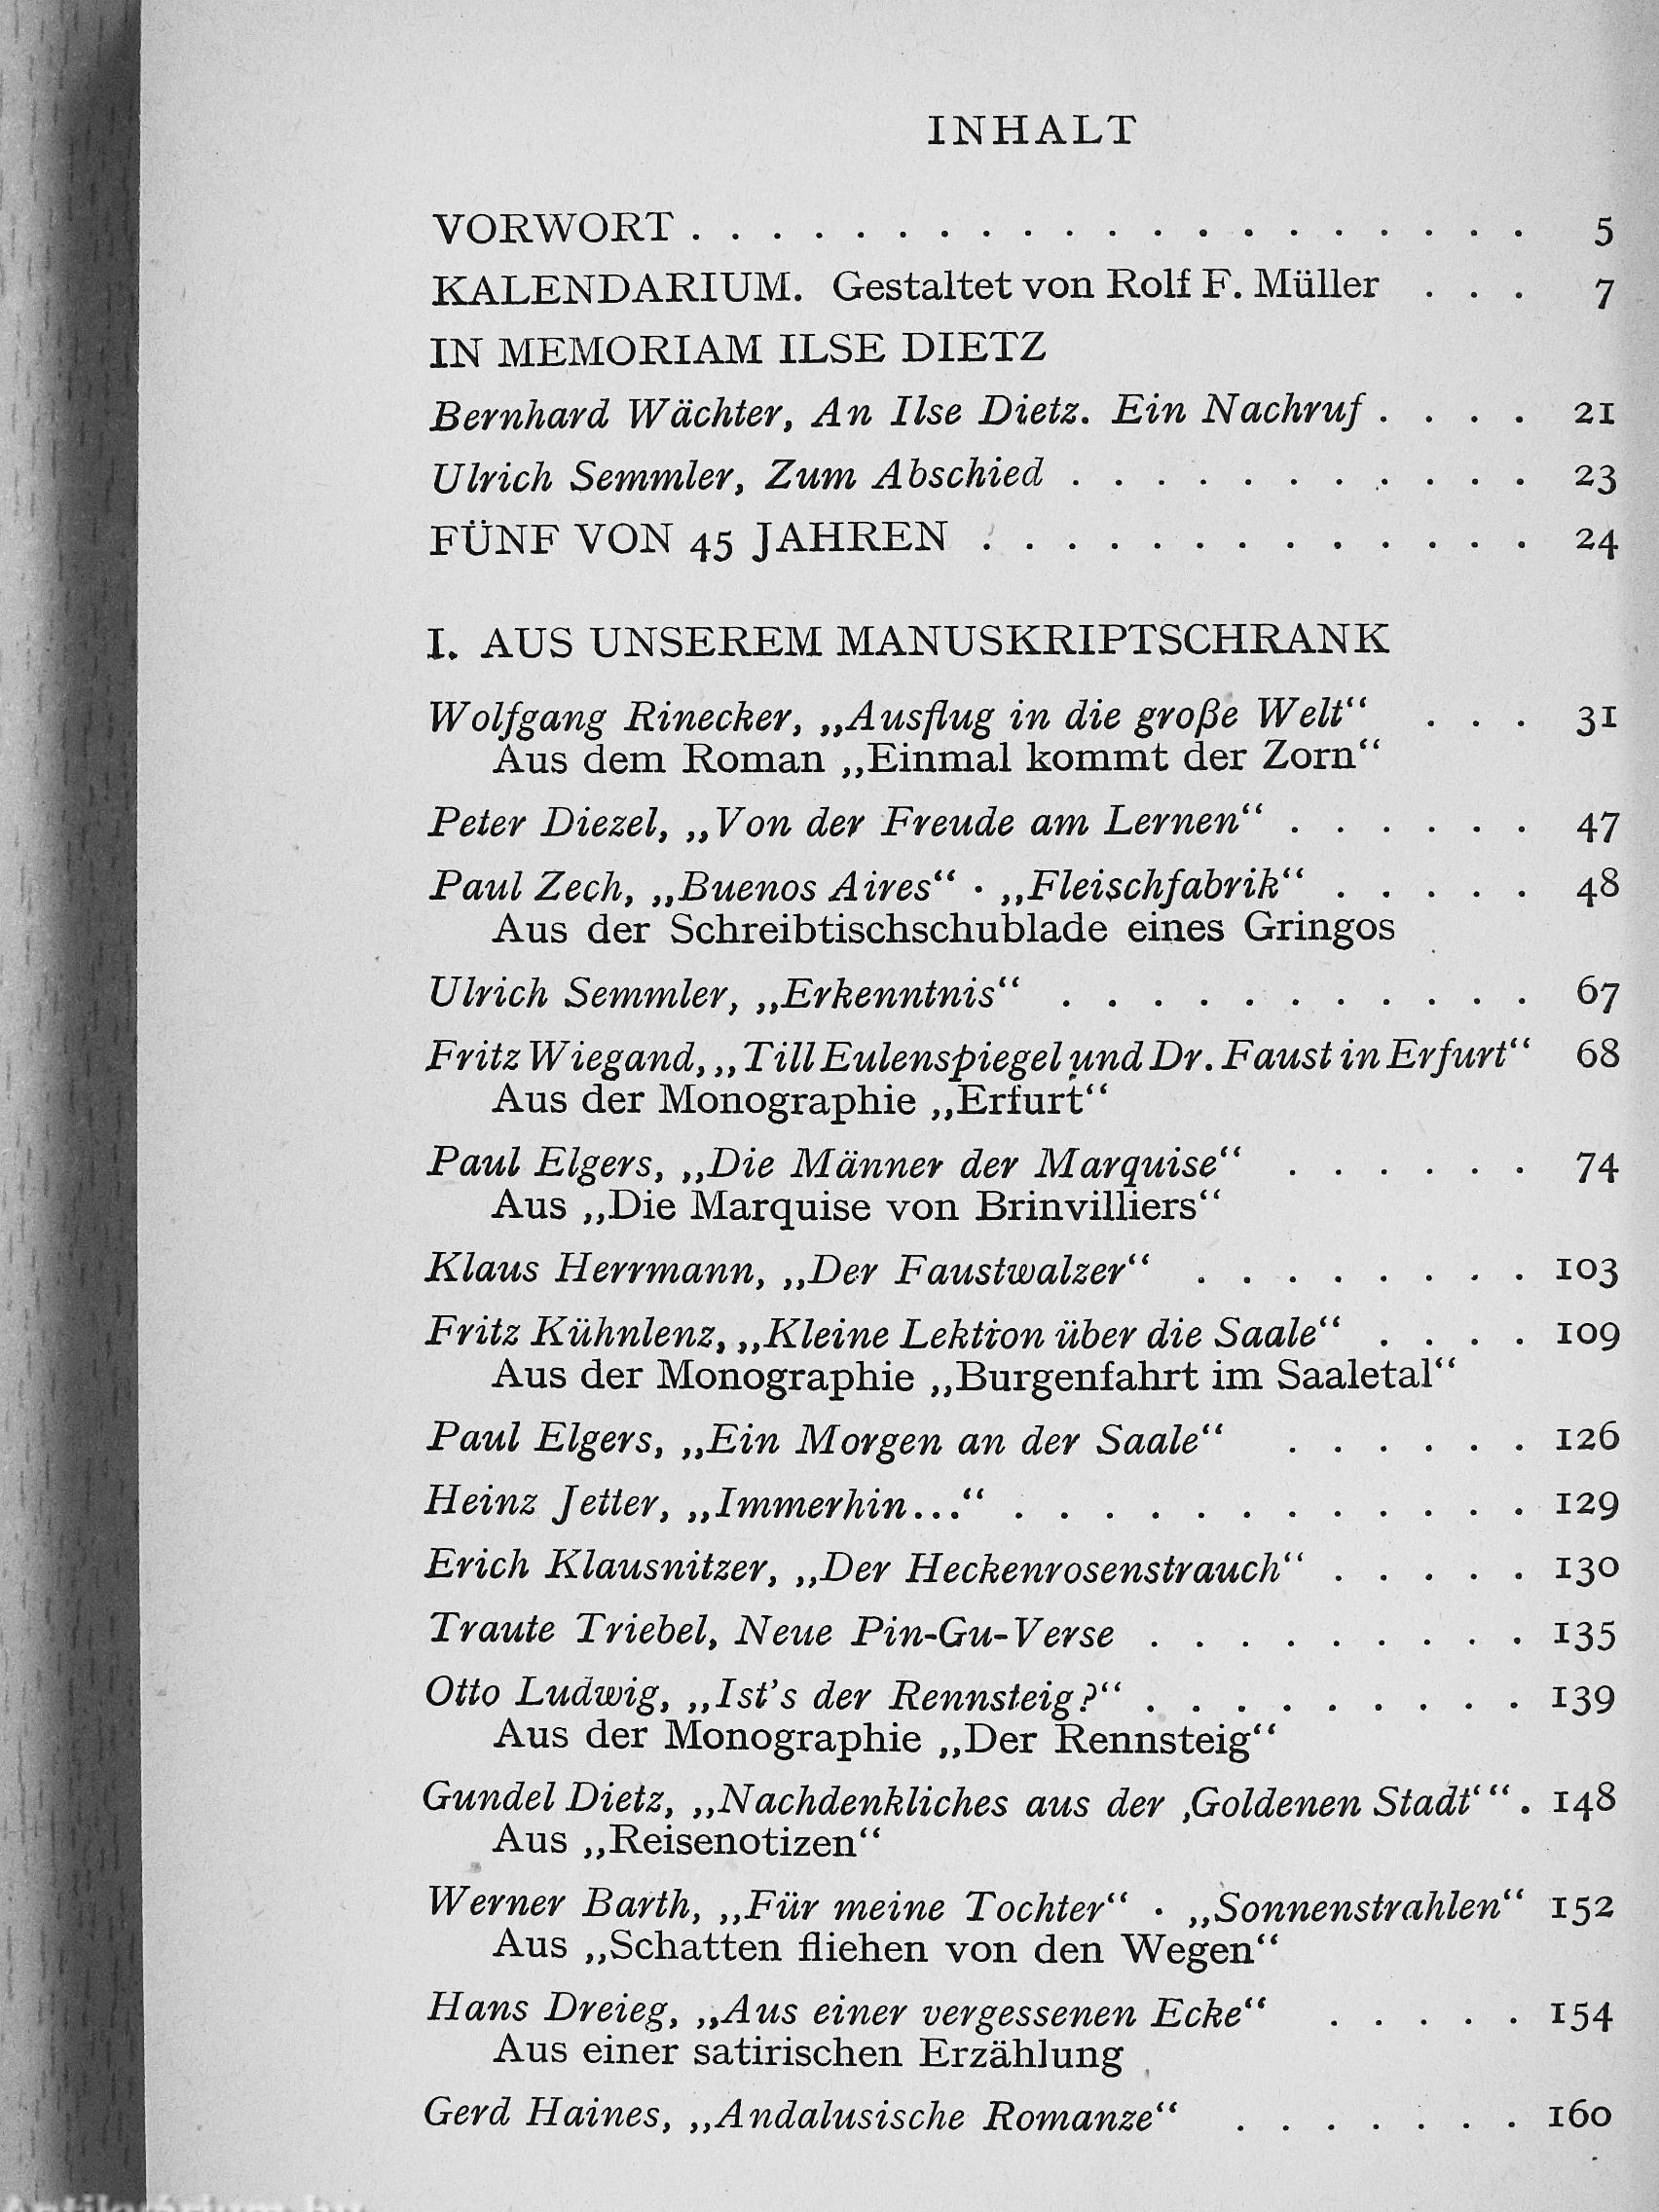 INHALT
VORWORT . . . . . . . . . . . . . . . . . . . . 5
KALENDARIUM. Gestaltet von Rolf F. Müller . . . 7
IN MEMORIAM ILSE DIETZ
Bernhard Wächter, An Ilse Dietz. Ein Nachruf . . . . 21
Ulrich Semmler, Zum Abschied . . . . . . . . . . . 23
FÜNF VON 45 JAHREN . . . . . . . . . . . . . 24
I. AUS UNSEREM MANUSKRIPTSCHRANK
Wolfgang Rinecker, „Ausflug in die große Welt“ . . . 31
Aus dem Roman „Einmal kommt der Zorn“
Peter Diezel, „Von der Freude am Lernen“ . . . . . . 47
Paul Zech, „Buenos Aires“ · „Fleischfabrik“ . . . . . 48
Aus der Schreibtischschublade eines Gringos
Ulrich Semmler, „Erkenntnis“ . . . . . . . . . . . 67
Fritz Wiegand, „Till Eulenspiegel und Dr. Faust in Erfurt“ 68
Aus der Monographie „Erfurt“
Paul Elgers, „Die Männer der Marquise“ . . . . . . 74
Aus „Die Marquise von Brinvilliers“
Klaus Herrmann, „Der Faustwalzer“ . . . . . . . . 103
Fritz Kühnlenz, „Kleine Lektion über die Saale“ . . . . 109
Aus der Monographie „Burgenfahrt im Saaletal“
Paul Elgers, „Ein Morgen an der Saale“ . . . . . . 126
Heinz Jetter, „Immerhin...“ . . . . . . . . . . . . 129
Erich Klausnitzer, „Der Heckenrosenstrauch“ . . . . . 130
Traute Triebel, Neue Pin-Gu-Verse . . . . . . . . . 135
Otto Ludwig, „Ist's der Rennsteig?“ . . . . . . . . . 139
Aus der Monographie „Der Rennsteig“
Gundel Dietz, „Nachdenkliches aus der ‚Goldenen Stadt‘“ . 148
Aus „Reisenotizen“
Werner Barth, „Für meine Tochter“ · „Sonnenstrahlen“ 152
Aus „Schatten fliehen von den Wegen“
Hans Dreieg, „Aus einer vergessenen Ecke“ . . . . . 154
Aus einer satirischen Erzählung
Gerd Haines, „Andalusische Romanze“ . . . . . . . 160